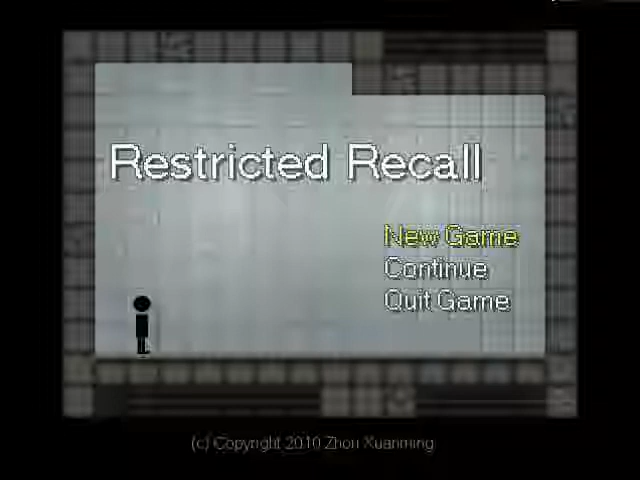 Restricted Recall
New Game
Continue
Quit Game
(c) Copyright 2010 Zhou Xuanming